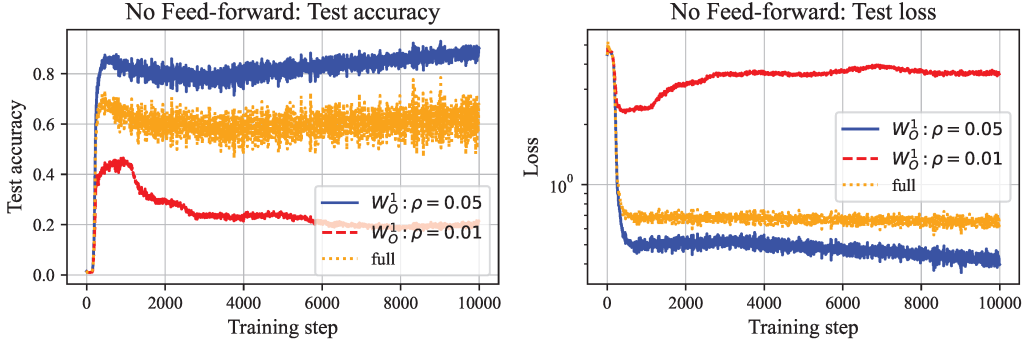 No Feed-forward: Test accuracy
Test accuracy
0.8
0.6
0.4
0.2
0.0
W_O^1: ρ = 0.05
W_O^1: ρ = 0.01
full
0 2000 4000 6000 8000 10000
Training step
No Feed-forward: Test loss
Loss
10^0
W_O^1: ρ = 0.05
W_O^1: ρ = 0.01
full
0 2000 4000 6000 8000 10000
Training step